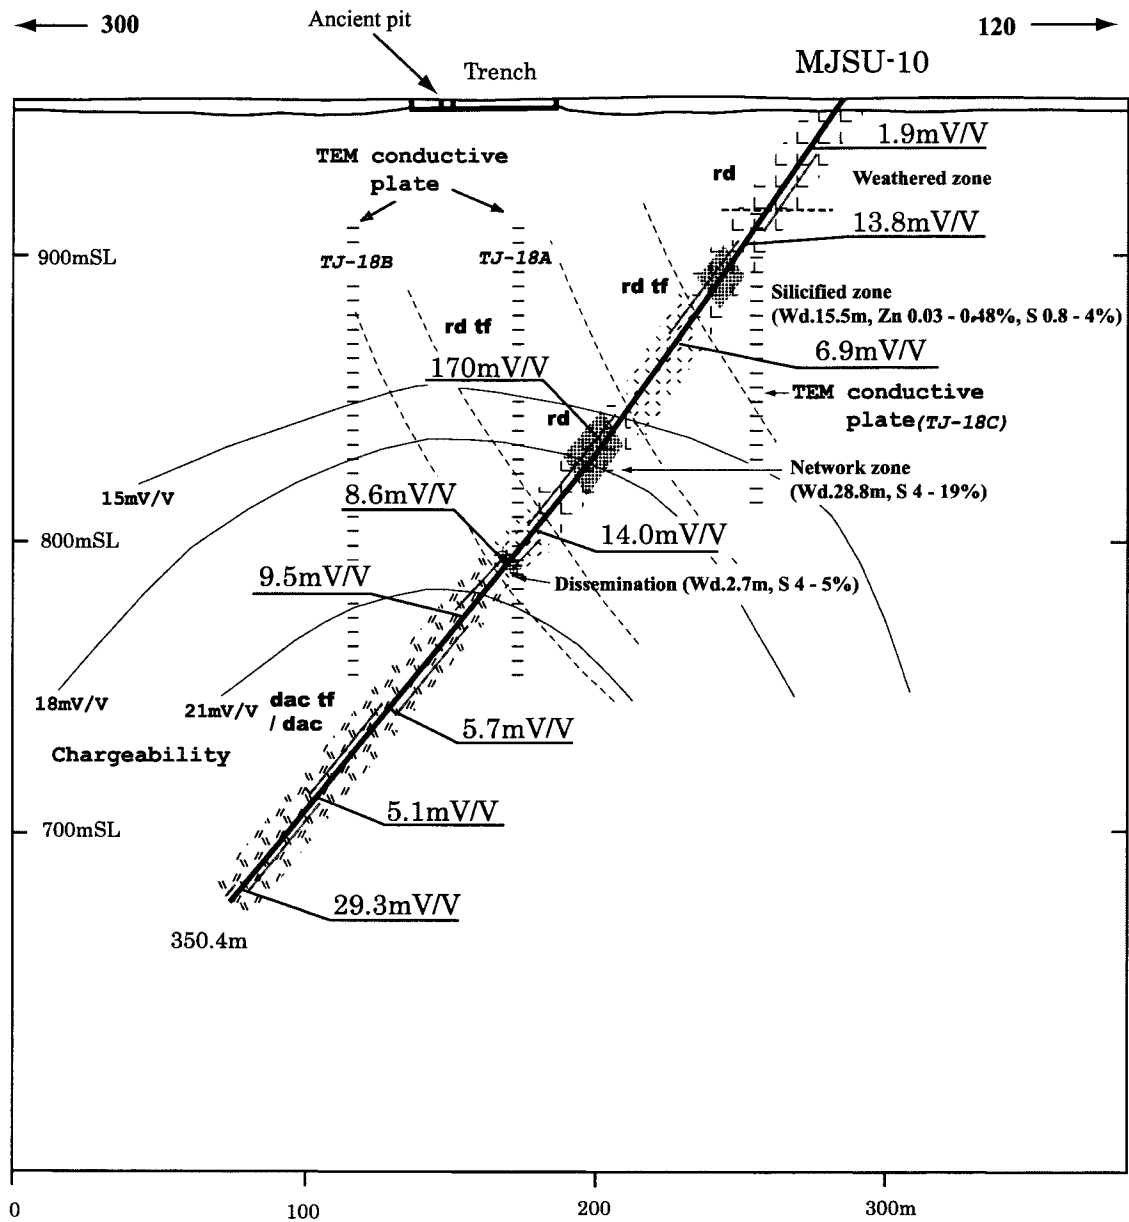 300
Ancient pit
120
Trench
MJSU-10
1.9mV/V
TEM conductive
plate
rd
Weathered zone
13.8mV/V
900mSL
TJ-18B
TJ-18A
rd tf
Silicified zone
(Wd.15.5m, Zn 0.03 - 0.48%, S 0.8 - 4%)
rd tf
6.9mV/V
170mV/V
TEM conductive
plate(TJ-18C)
rd
Network zone
(Wd.28.8m, S 4 - 19%)
15mV/V
8.6mV/V
14.0mV/V
800mSL
9.5mV/V
Dissemination (Wd.2.7m, S 4 - 5%)
18mV/V
21mV/V
dac tf
/ dac
5.7mV/V
Chargeability
5.1mV/V
700mSL
29.3mV/V
350.4m
0
100
200
300m